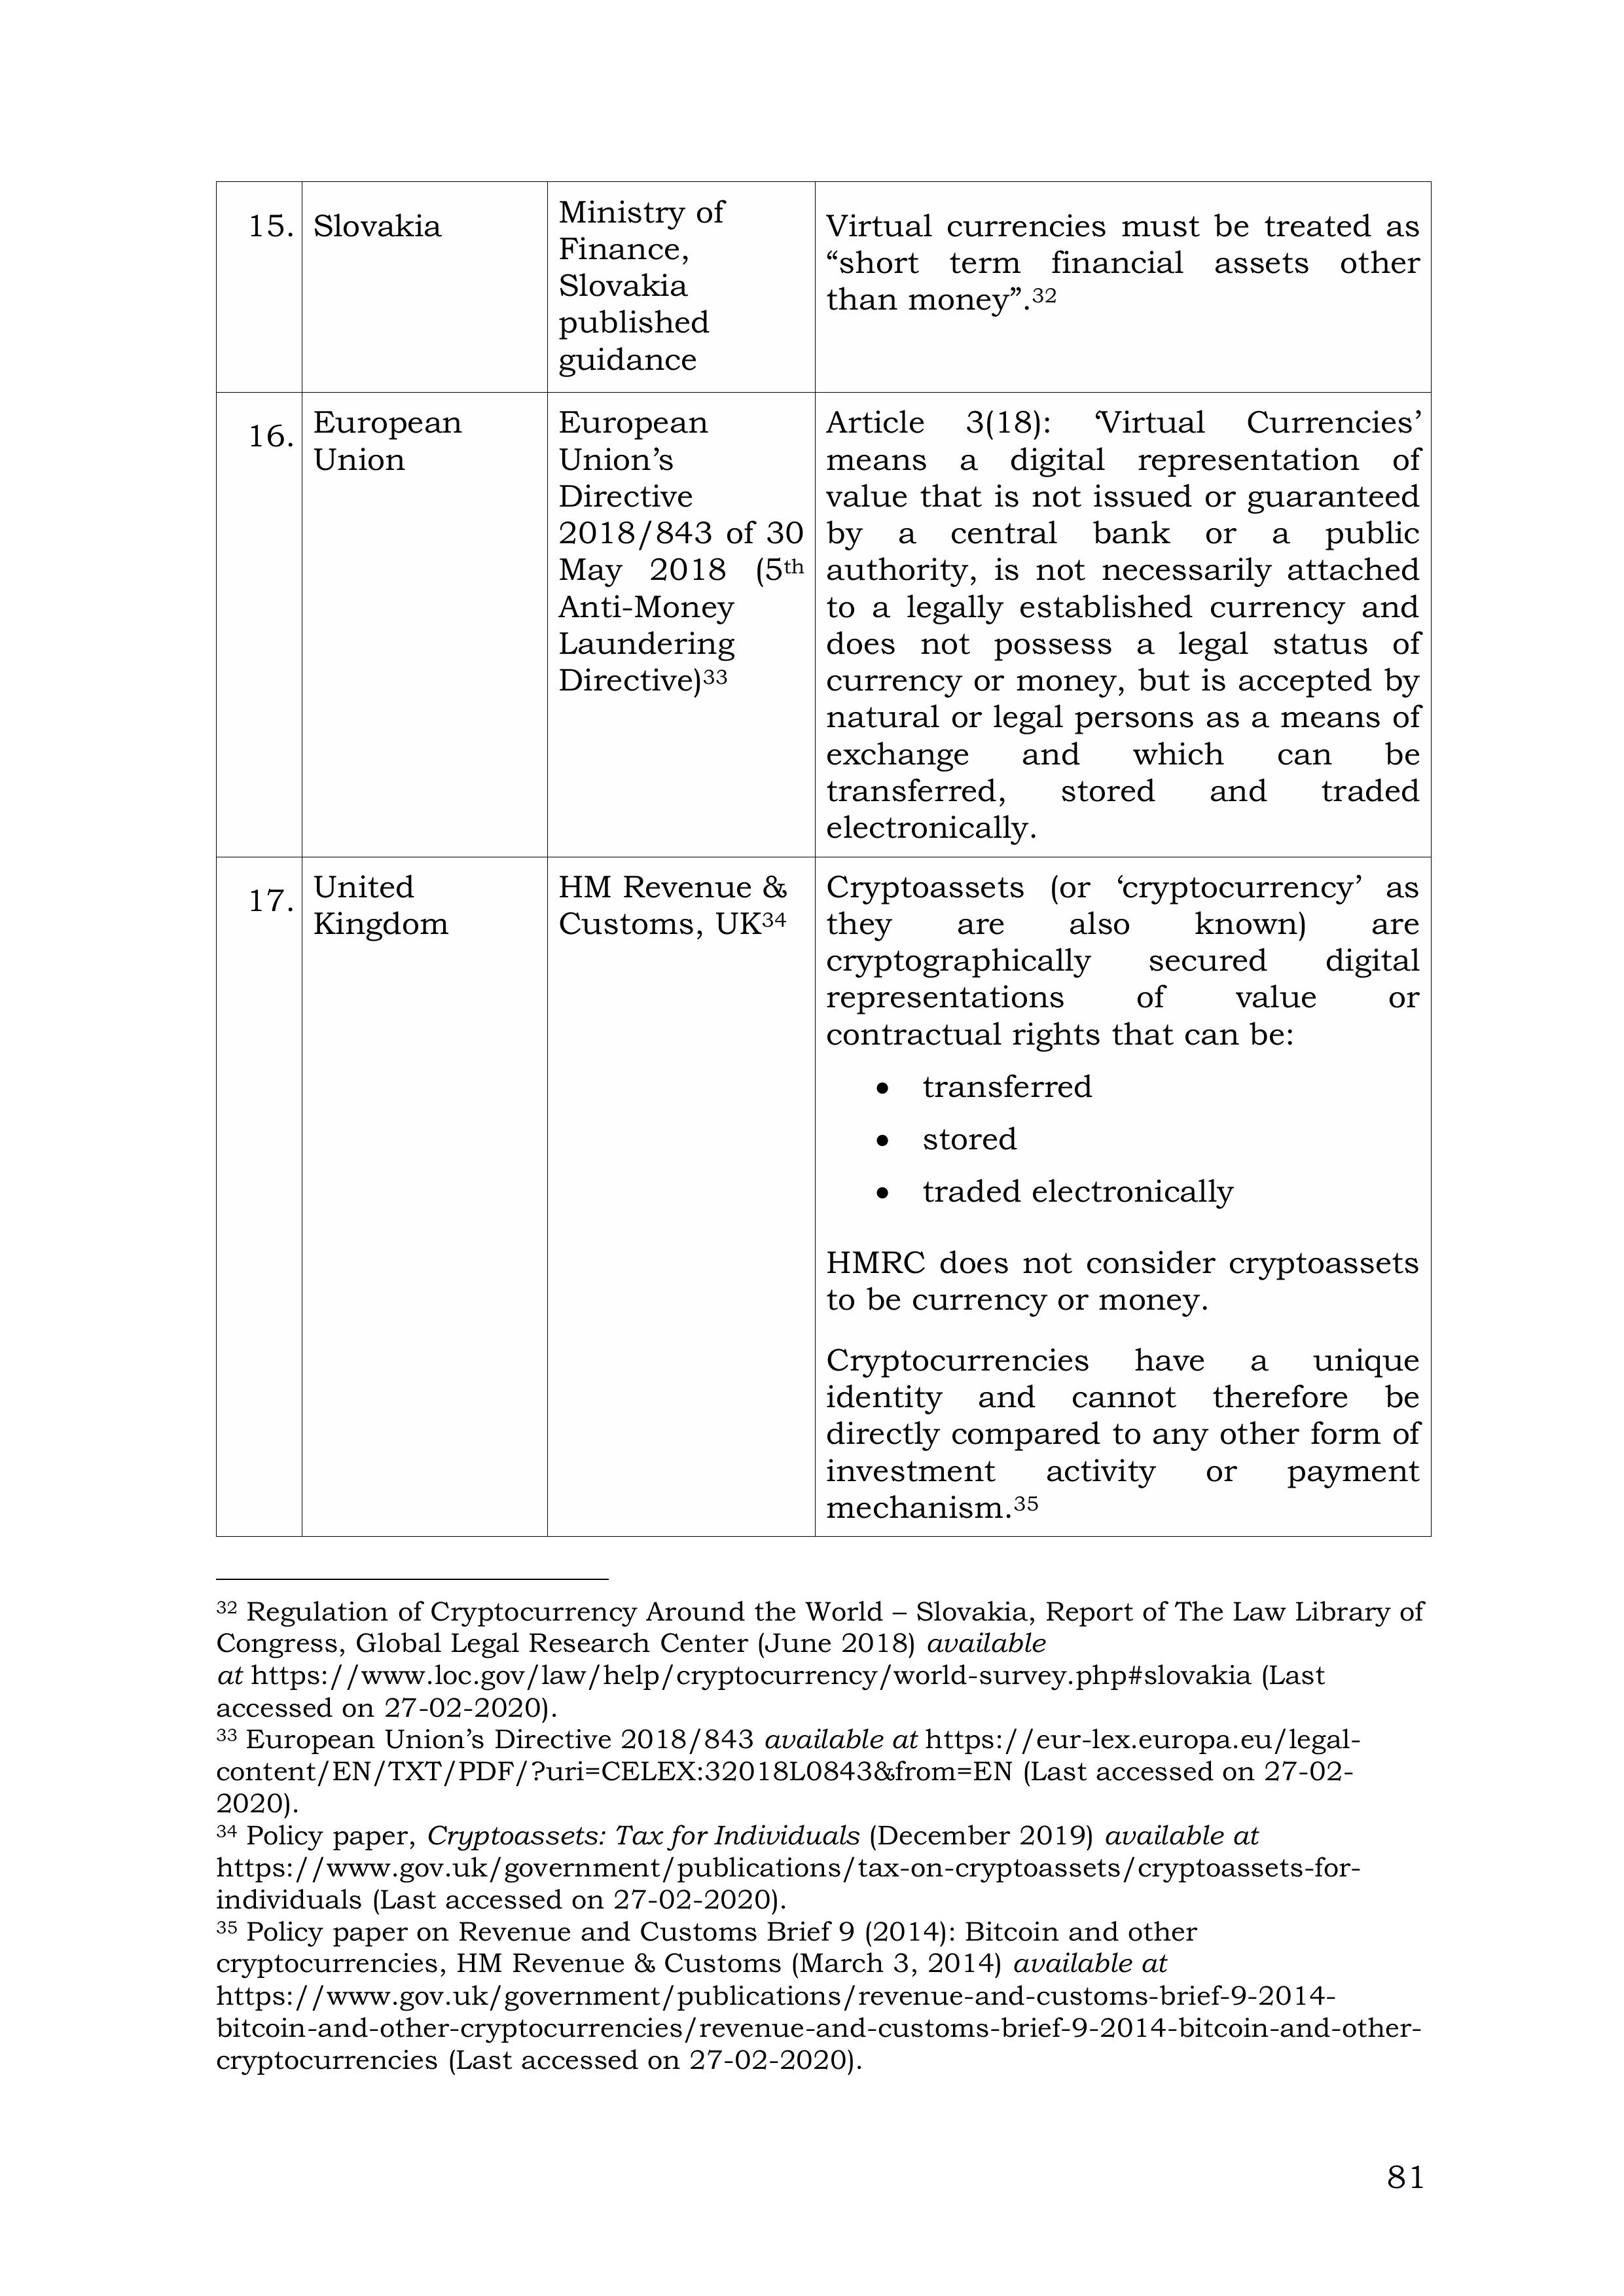 15.
Slovakia
Ministry of
Finance,
Slovakia
published
guidance
Virtual currencies must be treated as
“short term financial assets other
than money”.32
16.
European
Union
European
Union’s
Directive
2018/843 of 30
May 2018 (5th
Anti-Money
Laundering
Directive)33
Article 3(18): ‘Virtual Currencies’
means a digital representation of
value that is not issued or guaranteed
by a central bank or a public
authority, is not necessarily attached
to a legally established currency and
does not possess a legal status of
currency or money, but is accepted by
natural or legal persons as a means of
exchange and which can be
transferred, stored and traded
electronically.
17.
United
Kingdom
HM Revenue &
Customs, UK34
Cryptoassets (or ‘cryptocurrency’ as
they are also known) are
cryptographically secured digital
representations of value or
contractual rights that can be:
• transferred
• stored
• traded electronically
HMRC does not consider cryptoassets
to be currency or money.
Cryptocurrencies have a unique
identity and cannot therefore be
directly compared to any other form of
investment activity or payment
mechanism.35
32 Regulation of Cryptocurrency Around the World – Slovakia, Report of The Law Library of
Congress, Global Legal Research Center (June 2018) available
at https://www.loc.gov/law/help/cryptocurrency/world-survey.php#slovakia (Last
accessed on 27-02-2020).
33 European Union’s Directive 2018/843 available at https://eur-lex.europa.eu/legal-
content/EN/TXT/PDF/?uri=CELEX:32018L0843&from=EN (Last accessed on 27-02-
2020).
34 Policy paper, Cryptoassets: Tax for Individuals (December 2019) available at
https://www.gov.uk/government/publications/tax-on-cryptoassets/cryptoassets-for-
individuals (Last accessed on 27-02-2020).
35 Policy paper on Revenue and Customs Brief 9 (2014): Bitcoin and other
cryptocurrencies, HM Revenue & Customs (March 3, 2014) available at
https://www.gov.uk/government/publications/revenue-and-customs-brief-9-2014-
bitcoin-and-other-cryptocurrencies/revenue-and-customs-brief-9-2014-bitcoin-and-other-
cryptocurrencies (Last accessed on 27-02-2020).
81